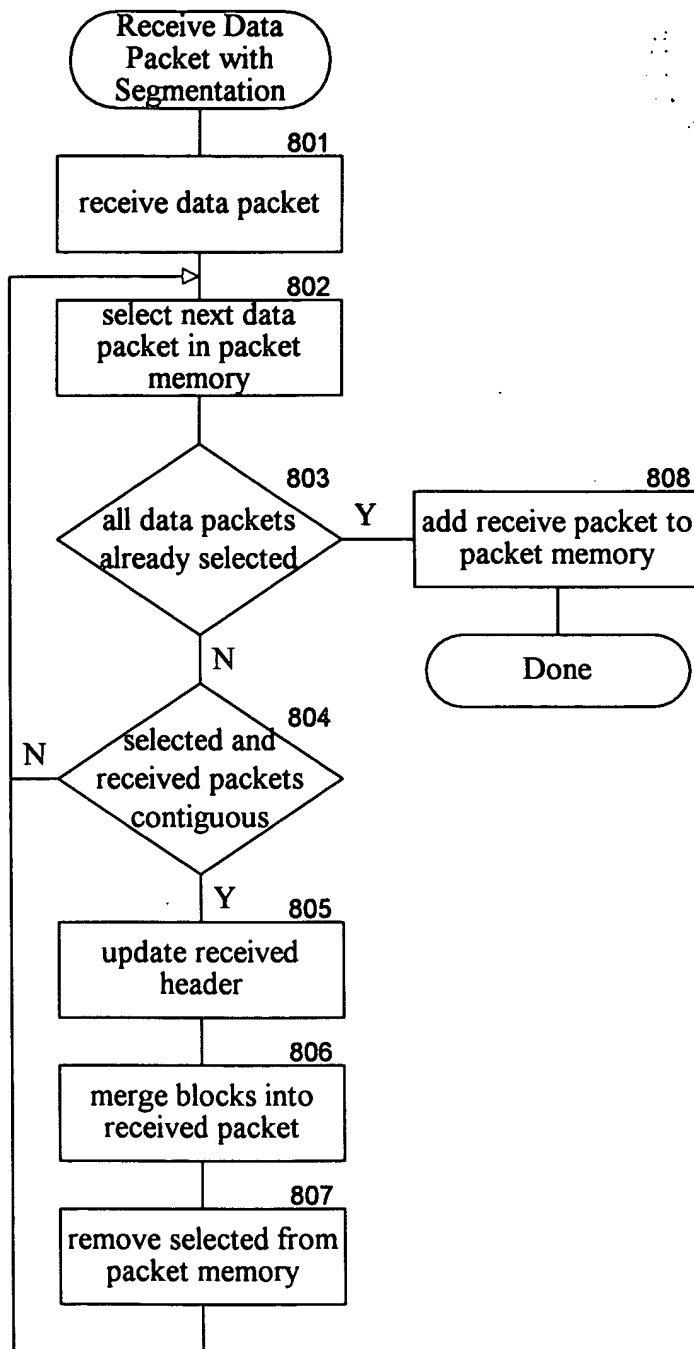 Receive Data
Packet with
Segmentation
801
receive data packet
802
select next data
packet in packet
memory
803
all data packets
already selected
Y
808
add receive packet to
packet memory
Done
N
804
selected and
received packets
contiguous
N
Y
805
update received
header
806
merge blocks into
received packet
807
remove selected from
packet memory